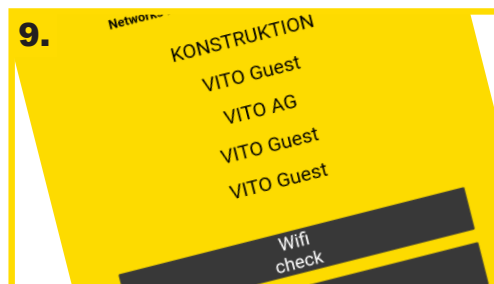 9.
Networks
KONSTRUKTION
VITO Guest
VITO AG
VITO Guest
VITO Guest
Wifi
check